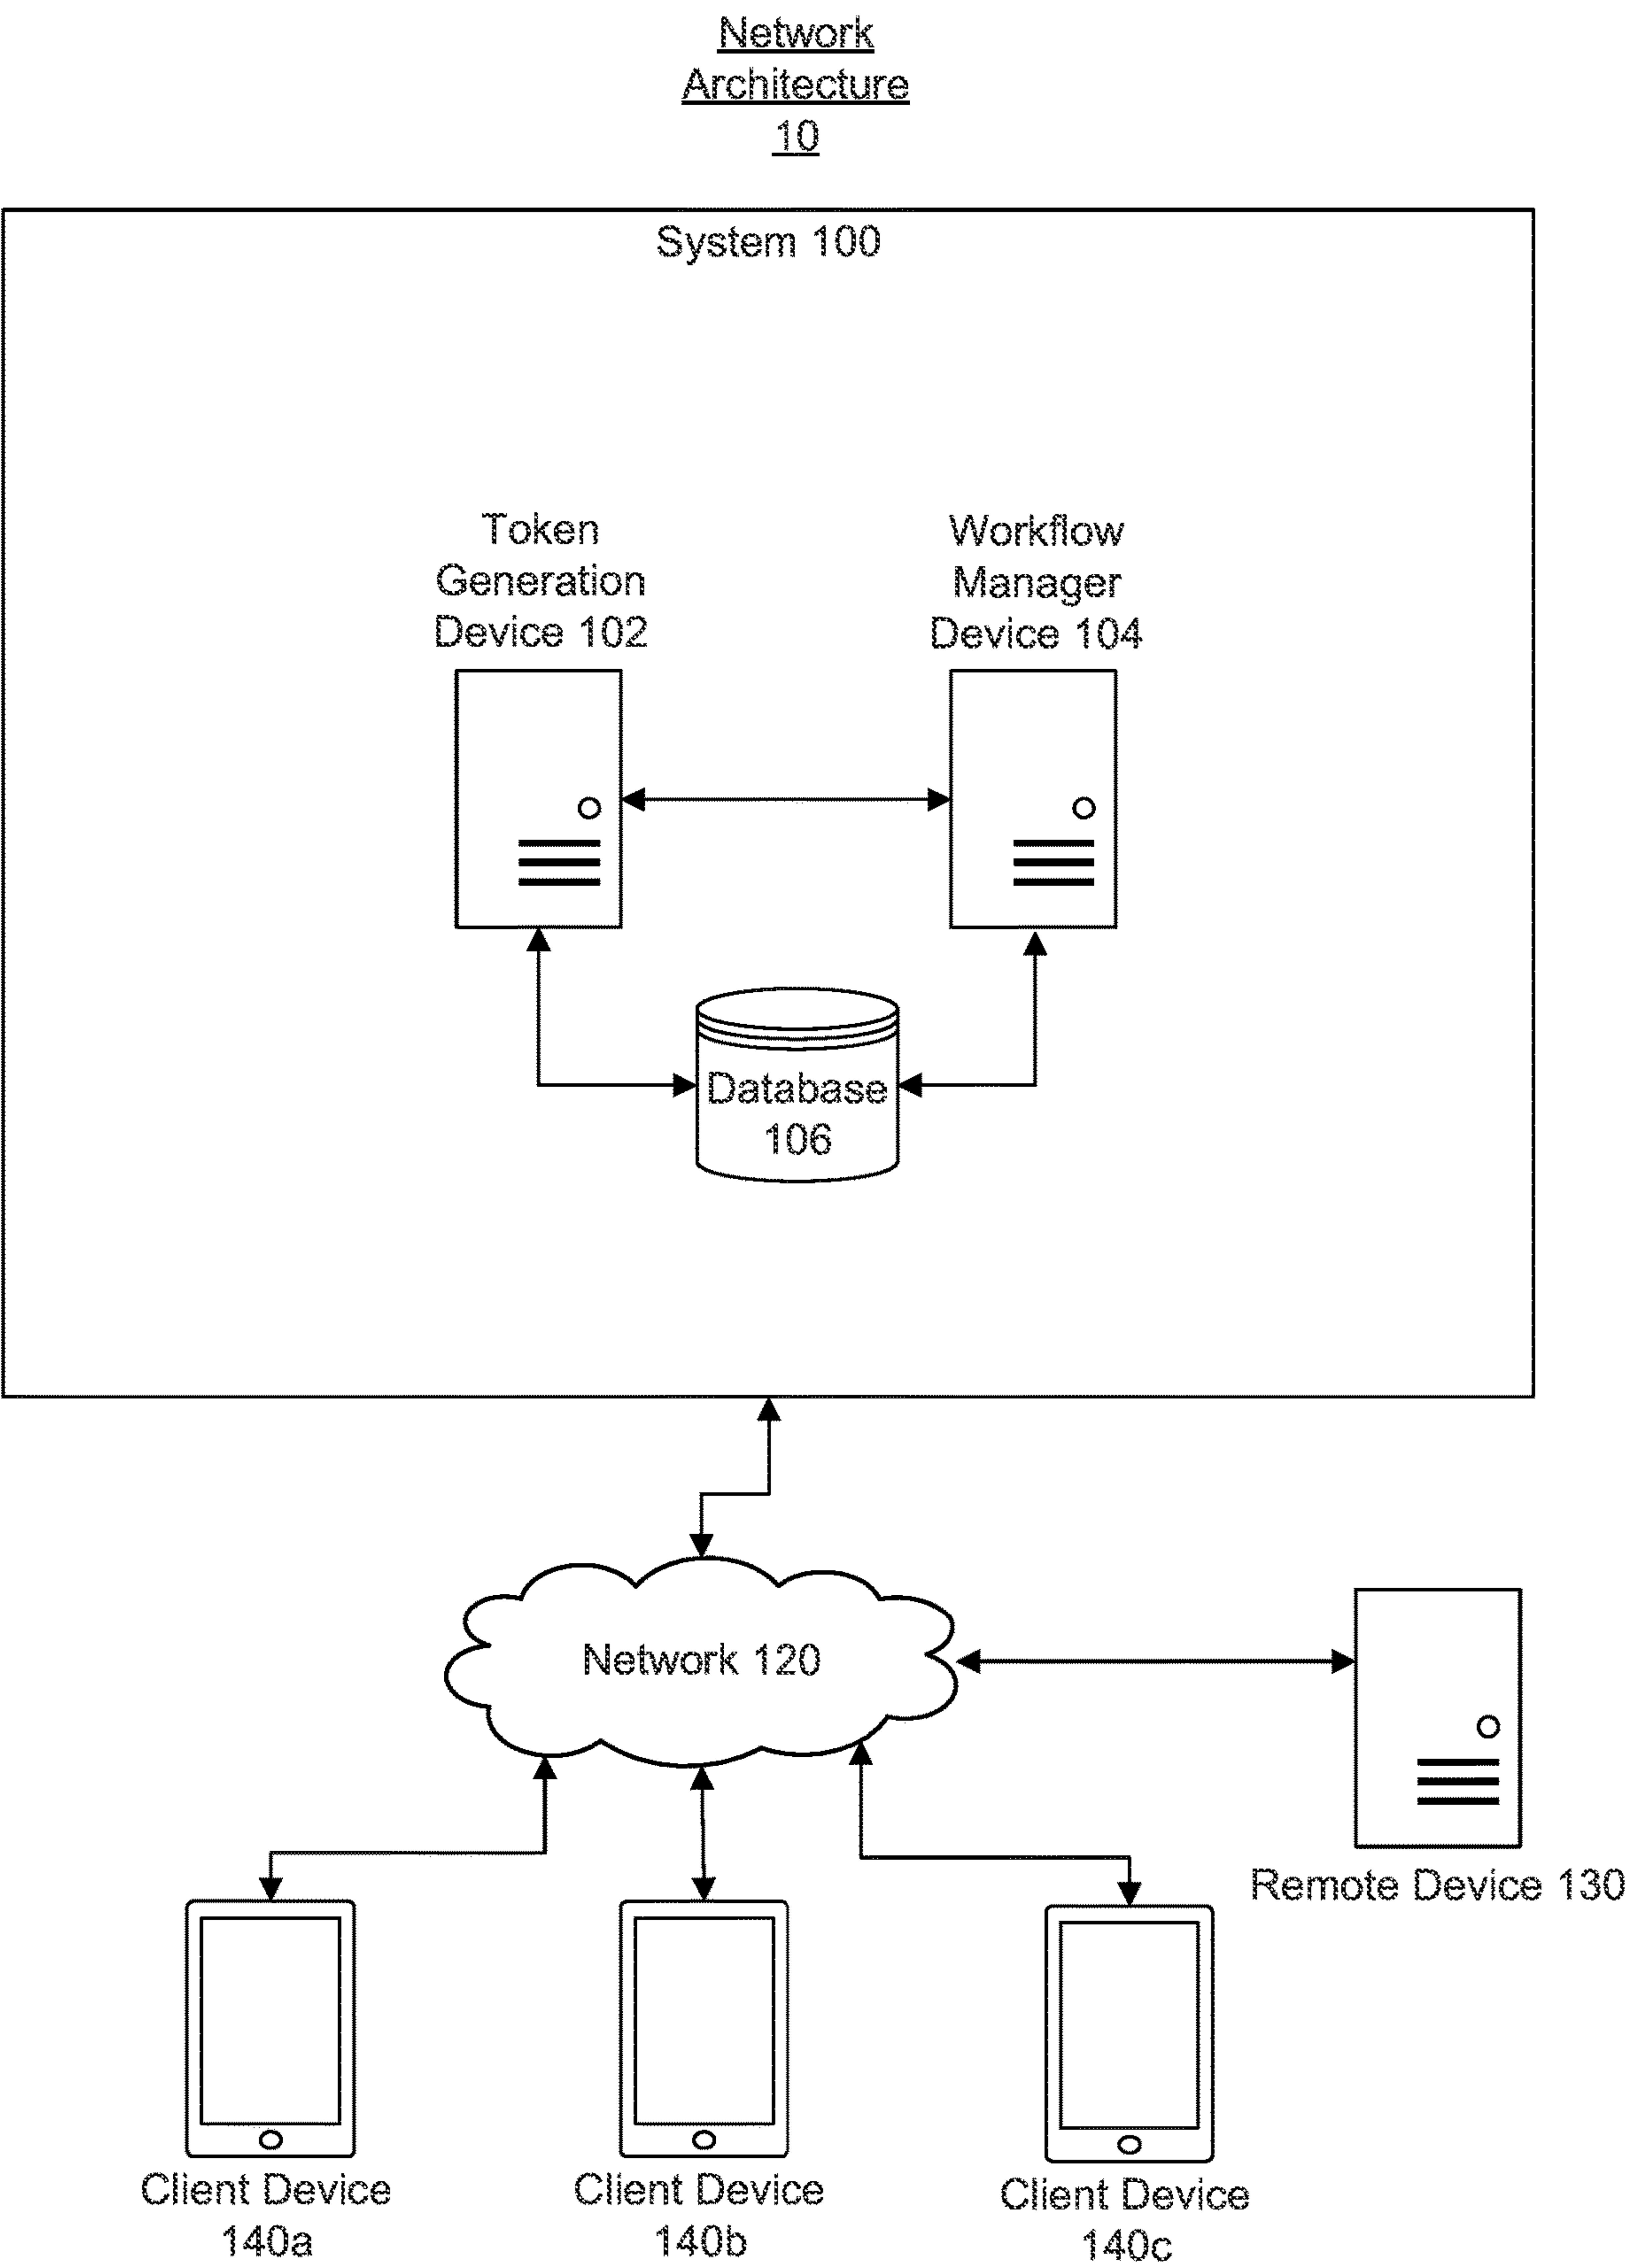 Network
Architecture
10
System 100
Token
Generation
Device 102
Workflow
Manager
Device 104
Database
106
Network 120
Remote Device 130
Client Device
140a
Client Device
140b
Client Device
140c